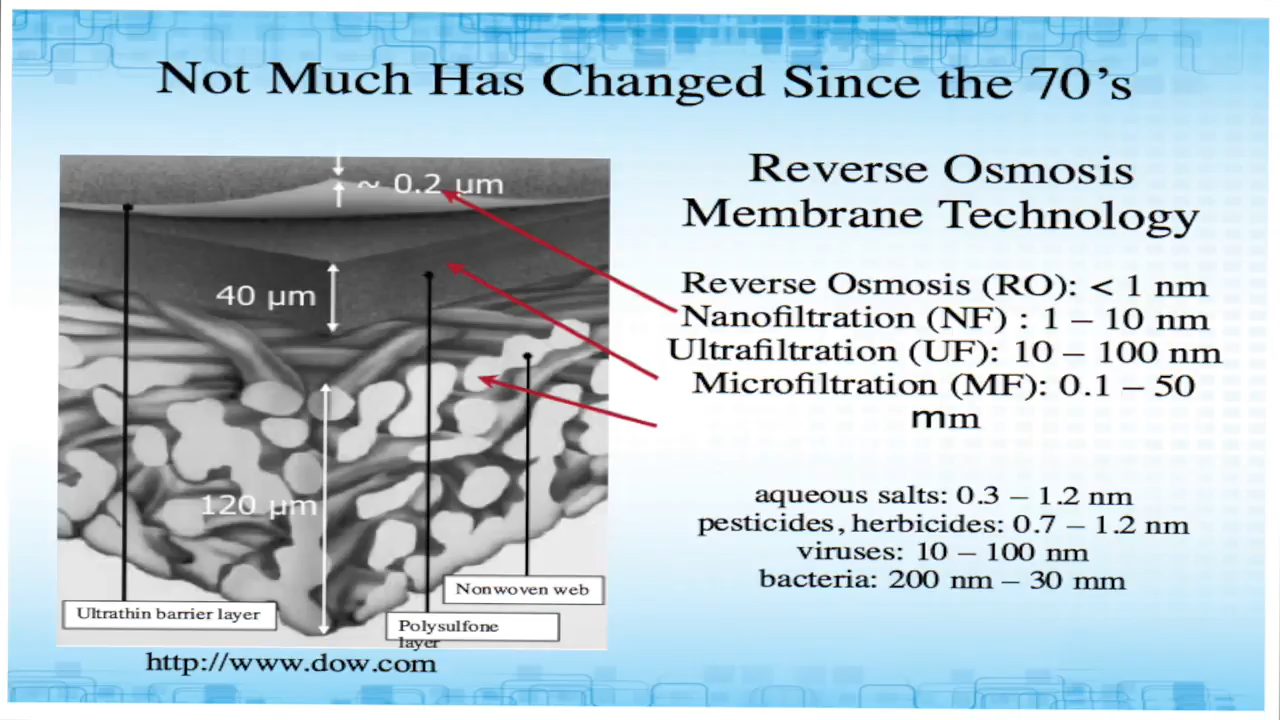 Not Much Has Changed Since the 70’s
~ 0.2 µm
40 µm
120 µm
Ultrathin barrier layer
Nonwoven web
Polysulfone
layer
http://www.dow.com
Reverse Osmosis
Membrane Technology
Reverse Osmosis (RO): < 1 nm
Nanofiltration (NF) : 1 – 10 nm
Ultrafiltration (UF): 10 – 100 nm
Microfiltration (MF): 0.1 – 50
mm
aqueous salts: 0.3 – 1.2 nm
pesticides, herbicides: 0.7 – 1.2 nm
viruses: 10 – 100 nm
bacteria: 200 nm – 30 mm